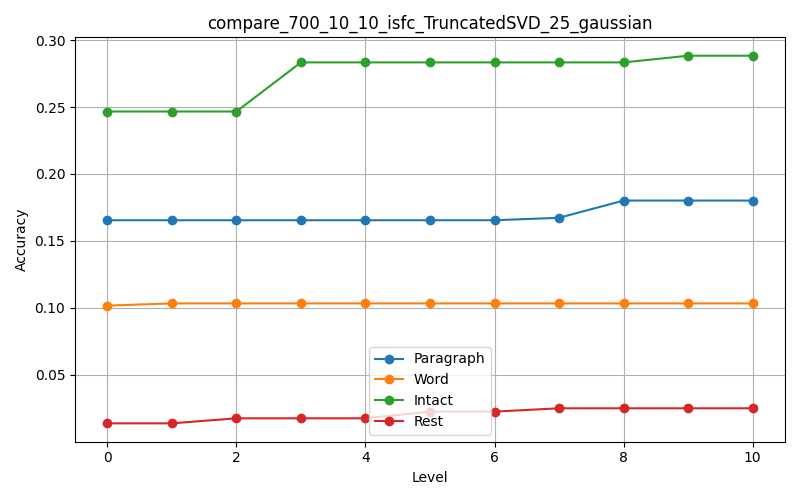 compare_700_10_10_isfc_TruncatedSVD_25_gaussian
0.30
0.25
0.20
0.15
0.10
0.05
Accuracy
Paragraph
Word
Intact
Rest
0 2 4 6 8 10
Level